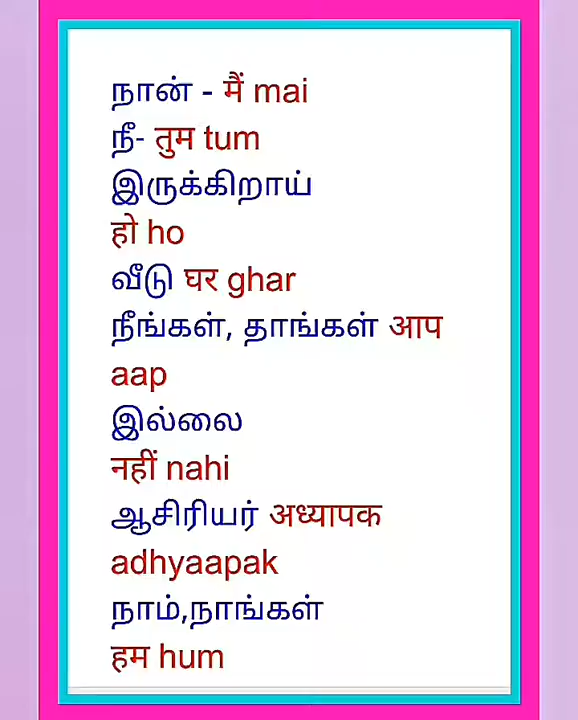 நான் - मैं mai
நீ- तुम tum
இருக்கிறாய்
हो ho
வீடு घर ghar
நீங்கள், தாங்கள் आप
aap
இல்லை
नहीं nahi
ஆசிரியர் अध्यापक
adhyaapak
நாம்,நாங்கள்
हम hum